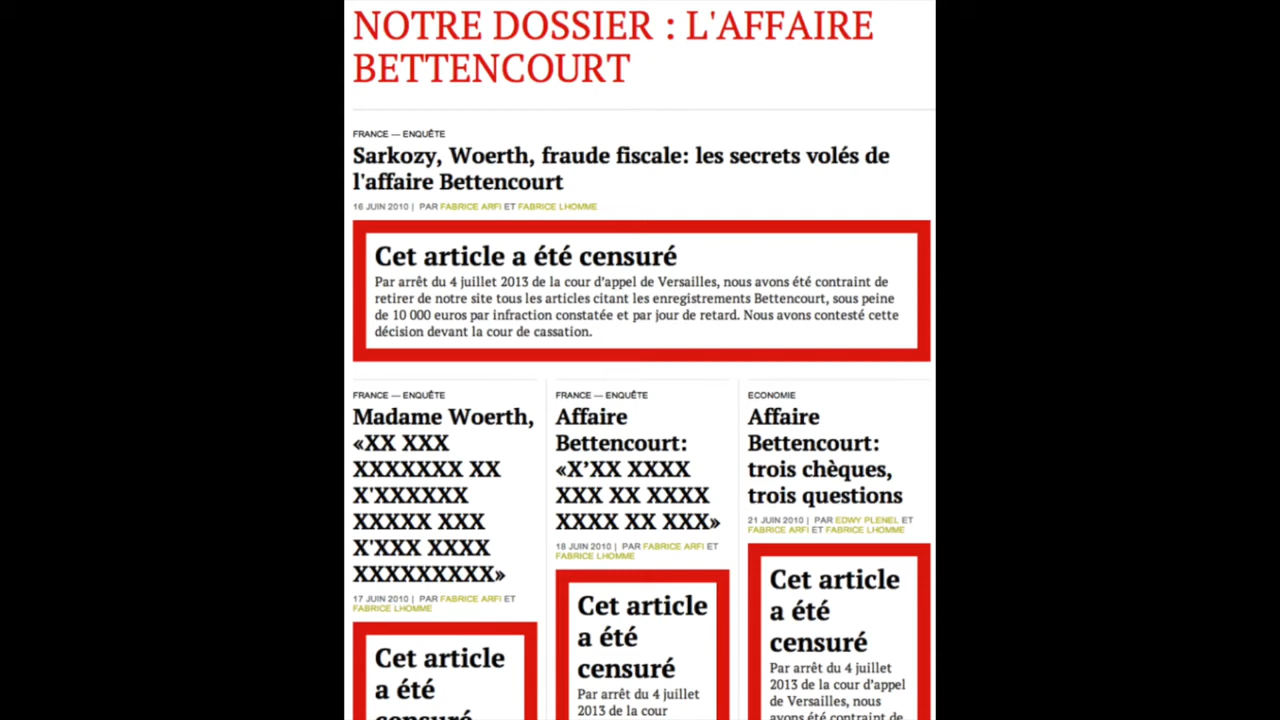 NOTRE DOSSIER : L'AFFAIRE
BETTENCOURT
FRANCE — ENQUÊTE
Sarkozy, Woerth, fraude fiscale: les secrets volés de
l'affaire Bettencourt
16 JUIN 2010 | PAR FABRICE ARFI ET FABRICE LHOMME
Cet article a été censuré
Par arrêt du 4 juillet 2013 de la cour d'appel de Versailles, nous avons été contraint de
retirer de notre site tous les articles citant les enregistrements Bettencourt, sous peine
de 10 000 euros par infraction constatée et par jour de retard. Nous avons contesté cette
décision devant la cour de cassation.
FRANCE — ENQUÊTE
Madame Woerth,
«XX XXX
XXXXXXX XX
X'XXXXXX
XXXXX XXX
X'XXX XXXX
XXXXXXXXX»
17 JUIN 2010 | PAR FABRICE ARFI ET
FABRICE LHOMME
Cet article
a été
censuré
FRANCE — ENQUÊTE
Affaire
Bettencourt:
«X’XX XXXX
XXX XX XXXX
XXXX XX XXX»
18 JUIN 2010 | PAR FABRICE ARFI ET
FABRICE LHOMME
Cet article
a été
censuré
Par arrêt du 4 juillet
2013 de la cour
ECONOMIE
Affaire
Bettencourt:
trois chèques,
trois questions
21 JUIN 2010 | PAR EDWY PLENEL ET
FABRICE ARFI ET FABRICE LHOMME
Cet article
a été
censuré
Par arrêt du 4 juillet
2013 de la cour d'appel
de Versailles, nous
avons été contraint de